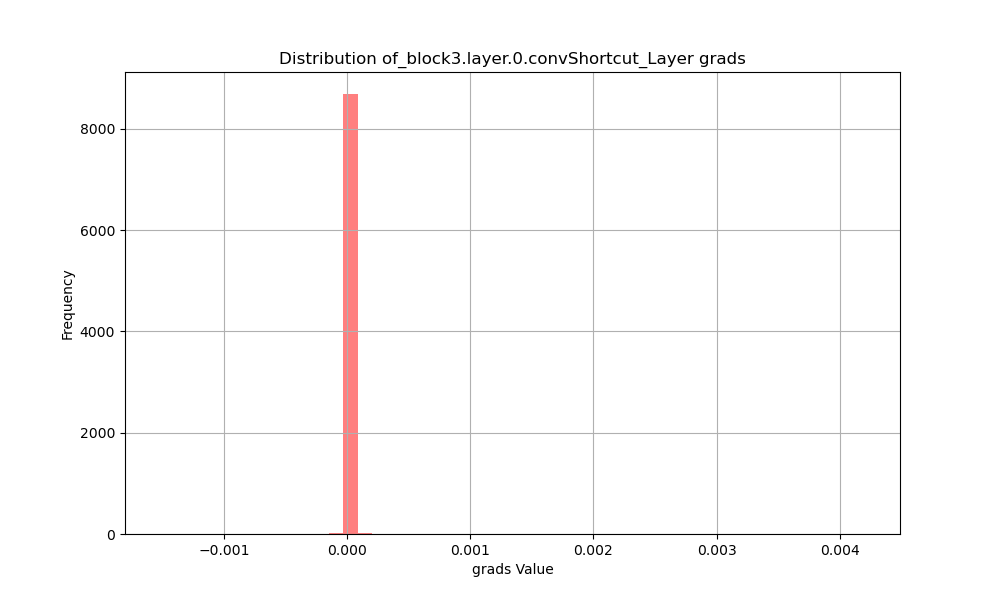 Distribution of_block3.layer.0.convShortcut_Layer grads
Frequency
8000
6000
4000
2000
0
−0.001 0.000 0.001 0.002 0.003 0.004
grads Value